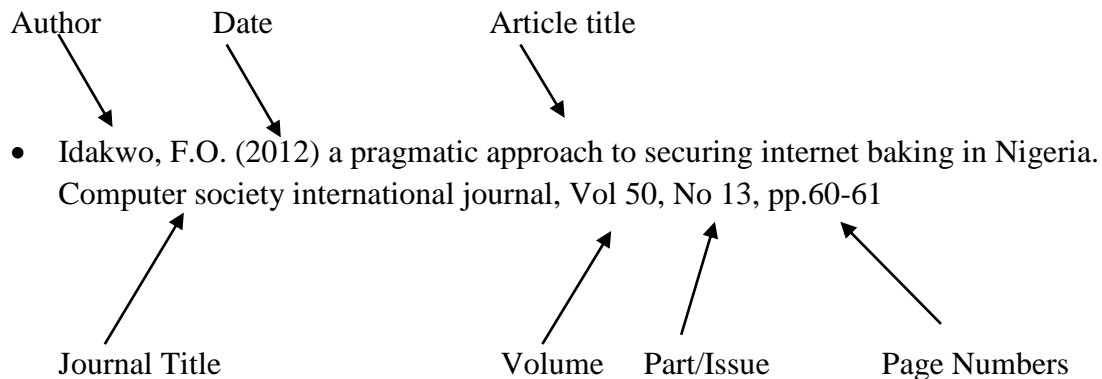 Author Date Article title
• Idakwo, F.O. (2012) a pragmatic approach to securing internet baking in Nigeria.
Computer society international journal, Vol 50, No 13, pp.60-61
Journal Title Volume Part/Issue Page Numbers